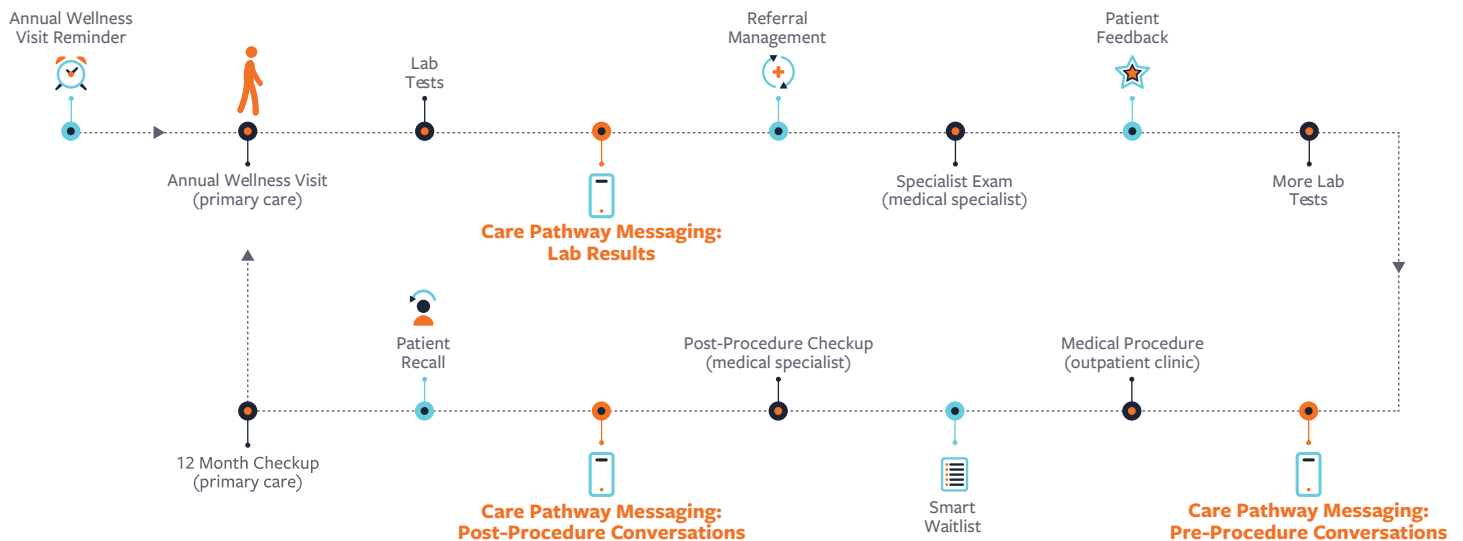 Annual Wellness
Visit Reminder
Lab
Tests
Referral
Management
Patient
Feedback
Annual Wellness Visit
(primary care)
Care Pathway Messaging:
Lab Results
Specialist Exam
(medical specialist)
More Lab
Tests
Patient
Recall
Post-Procedure Checkup
(medical specialist)
Medical Procedure
(outpatient clinic)
12 Month Checkup
(primary care)
Care Pathway Messaging:
Post-Procedure Conversations
Smart
Waitlist
Care Pathway Messaging:
Pre-Procedure Conversations